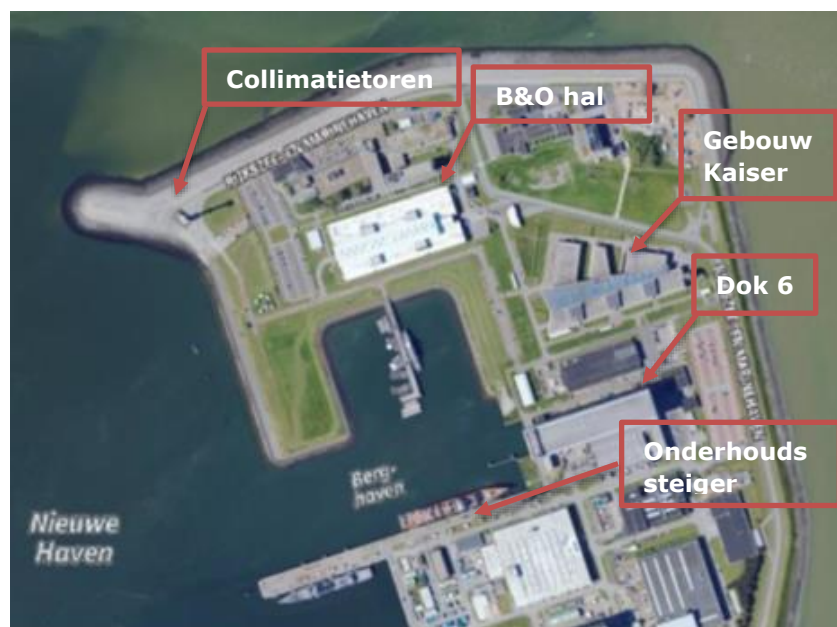 Collimatietoren
B&O hal
Gebouw
Kaiser
Dok 6
Onderhouds
steiger
Berg-
haven
Nieuwe
Haven